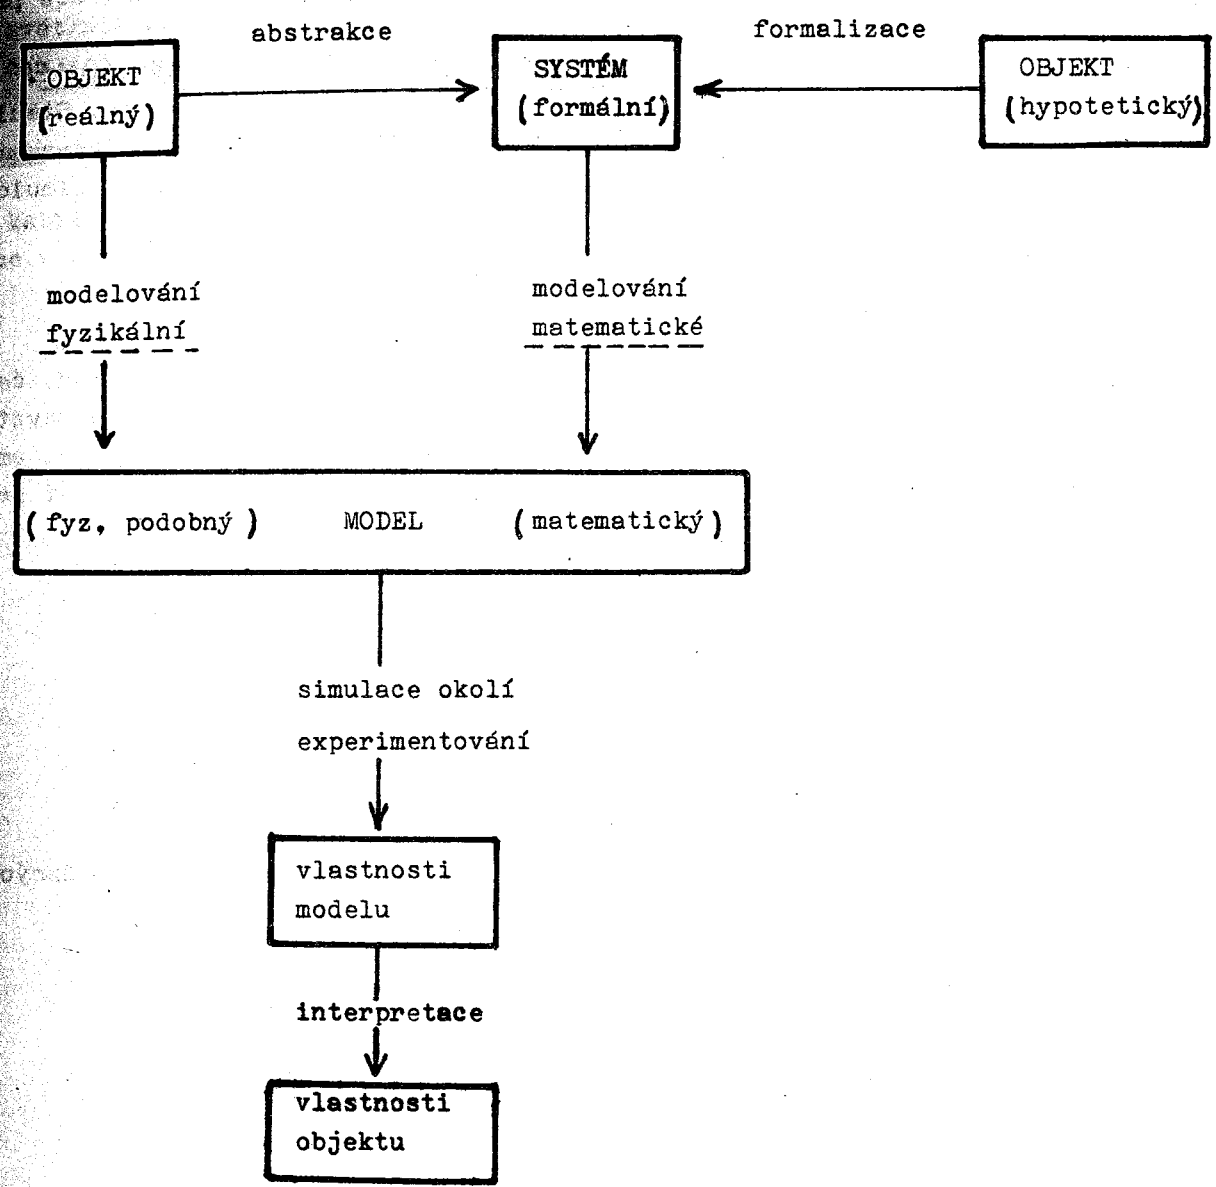 abstrakce
formalizace
OBJEKT
(reálný)
SYSTÉM
(formální)
OBJEKT
(hypotetický)
modelování
fyzikální
modelování
matematické
(fyz, podobný) MODEL (matematický)
simulace okolí
experimentování
vlastnosti
modelu
interpretace
vlastnosti
objektu